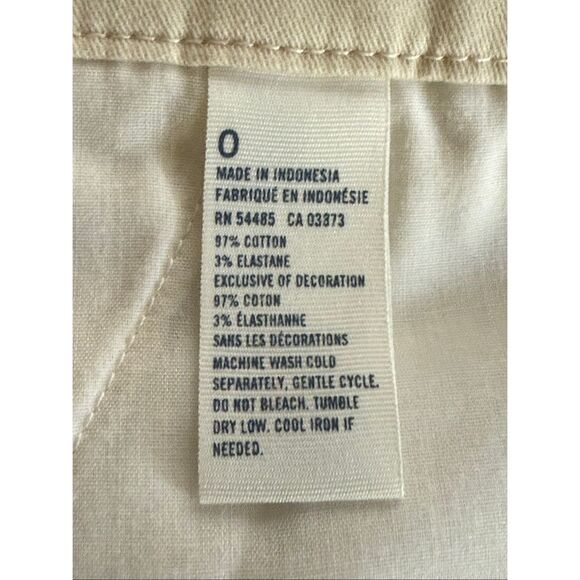 0
MADE IN INDONESIA
FABRIQUÉ EN INDONÉSIE
RN 54485 CA 03373
97% COTTON
3% ELASTANE
EXCLUSIVE OF DECORATION
97% COTON
3% ÉLASTHANNE
SANS LES DÉCORATIONS
MACHINE WASH COLD
SEPARATELY, GENTLE CYCLE.
DO NOT BLEACH. TUMBLE
DRY LOW. COOL IRON IF
NEEDED.